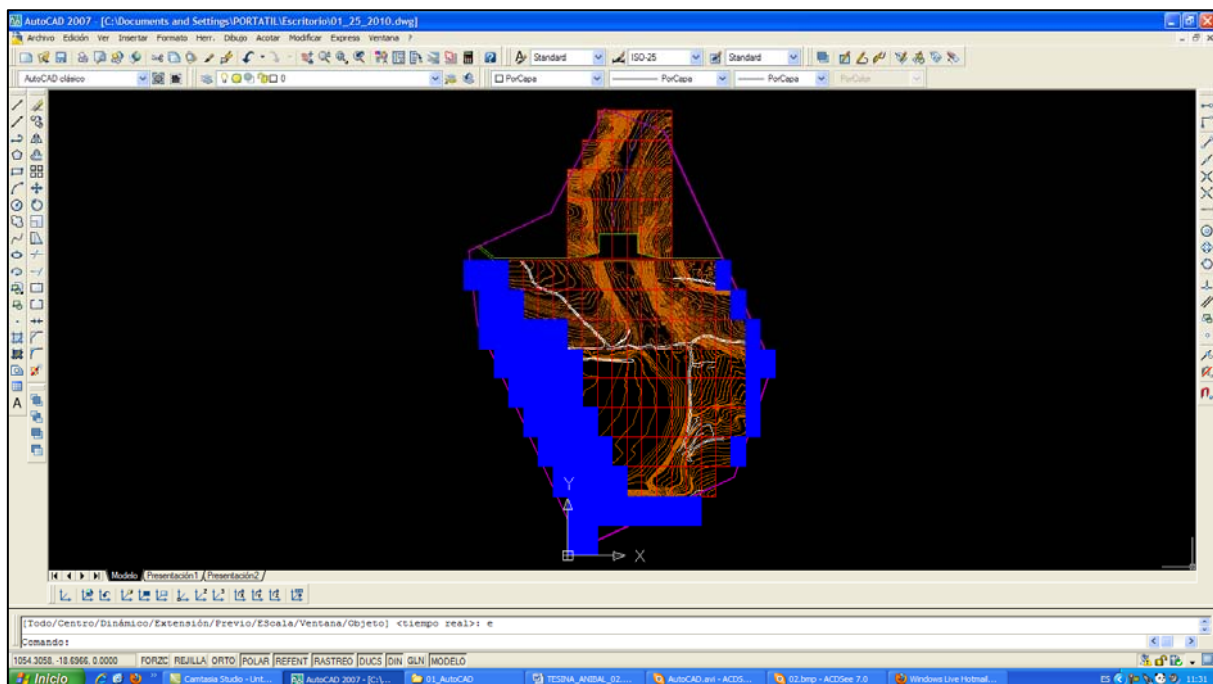 AutoCAD 2007 - [C:\Documents and Settings\PORTATIL\Escritorio\01_25_2010.dwg]
Archivo Edición Ver Insertar Formato Herr. Dibujo Acotar Modificar Express Ventana ?
Standard ISO-25 Standard
AutoCAD clásico 0 PorCapa PorCapa PorCapa PorColor
A
Y
X
Modelo Presentación1 Presentación2
[Todo/Centro/Dinámico/Extensión/Previo/EScala/Ventana/Objeto] <tiempo real>: e
Comando:
1054.3058, -18.6966, 0.0000 FORZC REJILLA ORTO POLAR REFENT RASTREO DUCS DIN GLN MODELO
Inicio Camtasia Studio - Unt... AutoCAD 2007 - [C:\... 01_AutoCAD TESINA_ANIBAL_02.... AutoCAD.avi - ACDS... 02.bmp - ACDSee 7.0 Windows Live Hotmail... ES 11:31